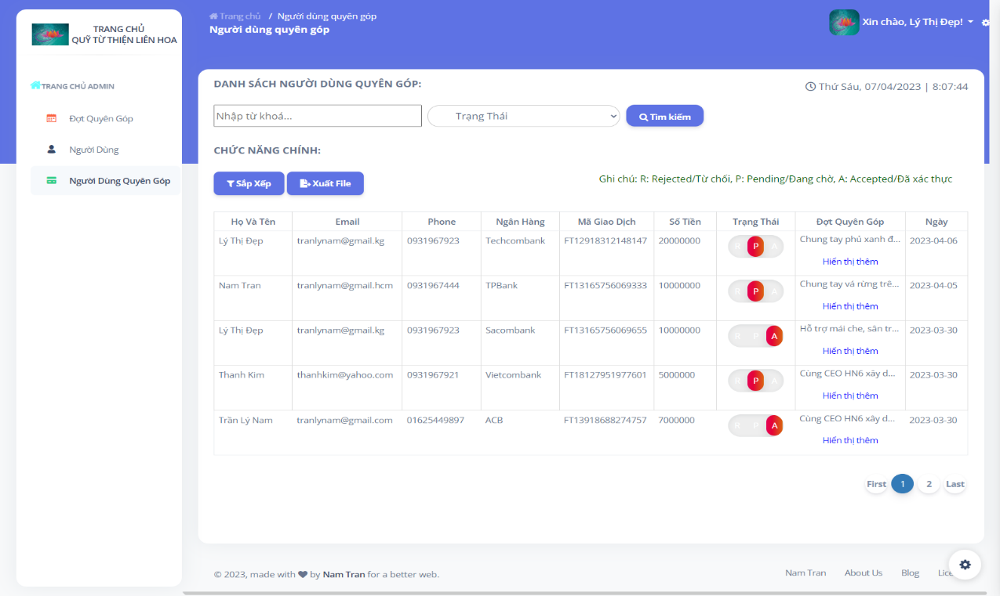 TRANG CHỦ
QUỸ TỪ THIỆN LIÊN HOA
TRANG CHỦ ADMIN
Đợt Quyên Góp
Người Dùng
Người Dùng Quyên Góp
Trang chủ / Người dùng quyên góp
Người dùng quyên góp
Xin chào, Lý Thị Đẹp!
DANH SÁCH NGƯỜI DÙNG QUYÊN GÓP:
Thứ Sáu, 07/04/2023 | 8:07:44
Nhập từ khoá... Trạng Thái Tìm kiếm
CHỨC NĂNG CHÍNH:
Sắp Xếp Xuất File
Ghi chú: R: Rejected/Từ chối, P: Pending/Đang chờ, A: Accepted/Đã xác thực
Họ Và Tên Email Phone Ngân Hàng Mã Giao Dịch Số Tiền Trạng Thái Đợt Quyên Góp Ngày
Lý Thị Đẹp tranlynam@gmail.kg 0931967923 Techcombank FT12918312148147 20000000 R P A Chung tay phủ xanh đ... 2023-04-06
Hiển thị thêm
Nam Tran tranlynam@gmail.hcm 0931967444 TPBank FT13165756069333 10000000 R P A Chung tay vá rừng trê... 2023-04-05
Hiển thị thêm
Lý Thị Đẹp tranlynam@gmail.kg 0931967923 Sacombank FT13165756069655 10000000 R P A Hỗ trợ mái che, sân tr... 2023-03-30
Hiển thị thêm
Thanh Kim thanhkim@yahoo.com 0931967921 Vietcombank FT18127951977601 5000000 R P A Cùng CEO HN6 xây d... 2023-03-30
Hiển thị thêm
Trần Lý Nam tranlynam@gmail.com 01625449897 ACB FT13918688274757 7000000 R P A Cùng CEO HN6 xây d... 2023-03-30
Hiển thị thêm
First 1 2 Last
© 2023, made with by Nam Tran for a better web.
Nam Tran About Us Blog